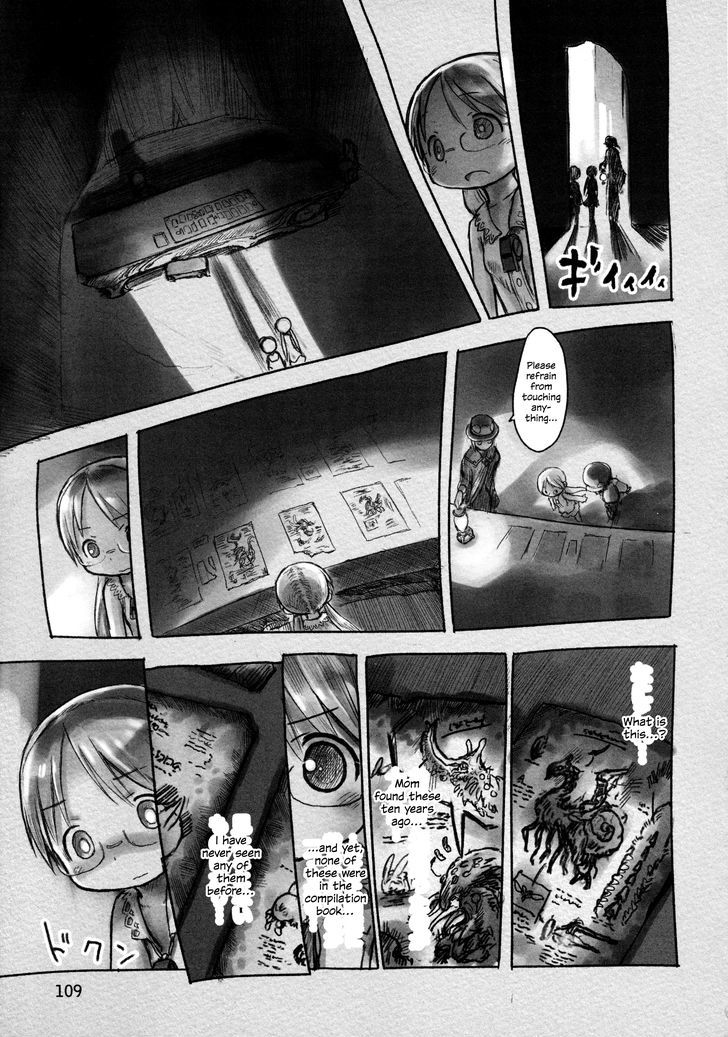 ギィイイィ
Please
refrain
from
touching
any-
thing...
What is
this...?
Mom
found these
ten years
ago...
...and yet,
none of
these were
in the
compilation
book...
I have
never seen
any of
them
before...
ドクン
109